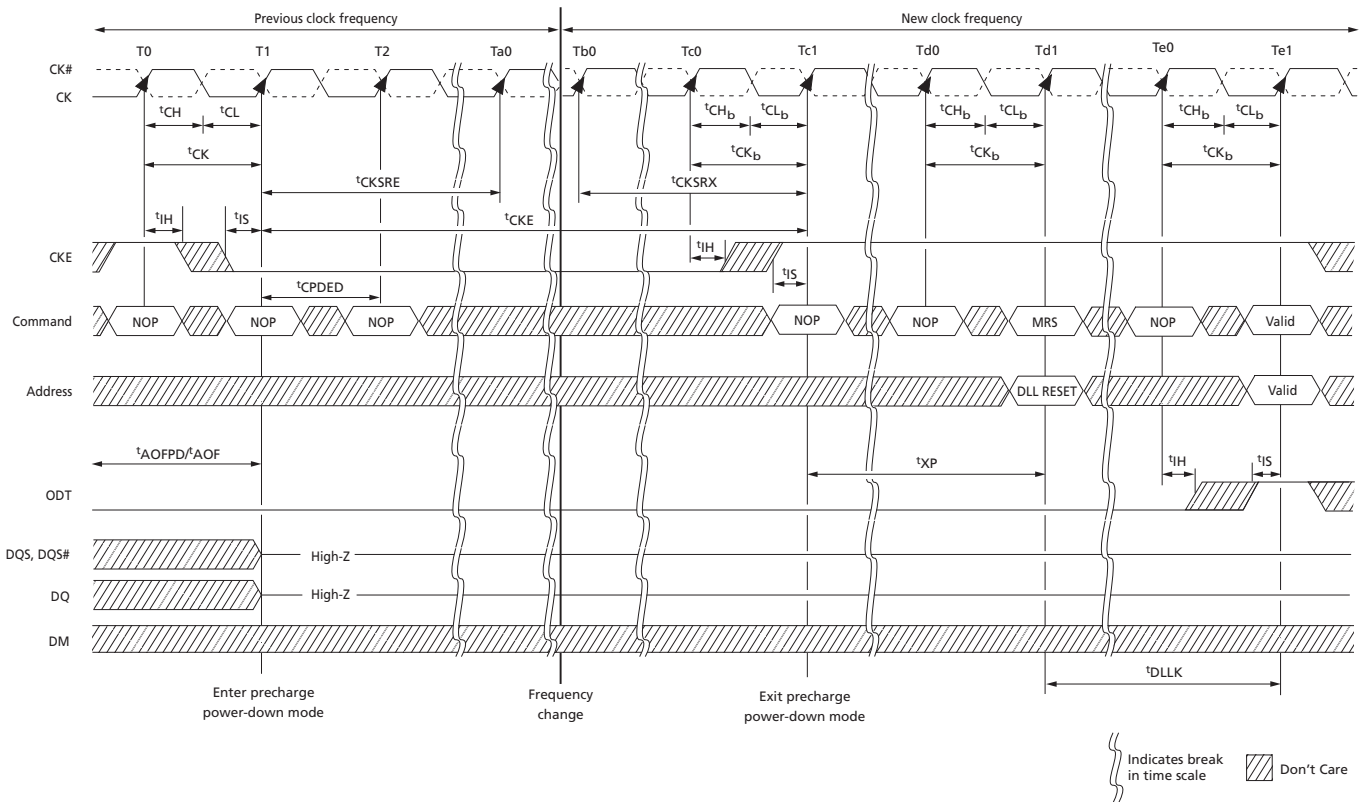 Previous clock frequency
New clock frequency
T0
T1
T2
Ta0
Tb0
Tc0
Tc1
Td0
Td1
Te0
Te1
CK#
CK
tCH
tCL
tCHb
tCLb
tCHb
tCLb
tCHb
tCLb
tCK
tCKb
tCKb
tCKb
tCKSRE
tCKSRX
tIH
tIS
tCKE
CKE
tIH
tIS
tCPDED
Command
NOP
NOP
NOP
NOP
NOP
MRS
NOP
Valid
Address
DLL RESET
Valid
tAOFPD/tAOF
tXP
tIH
tIS
ODT
DQS, DQS#
High-Z
DQ
High-Z
DM
tDLLK
Enter precharge
power-down mode
Frequency
change
Exit precharge
power-down mode
Indicates break
in time scale
Don't Care